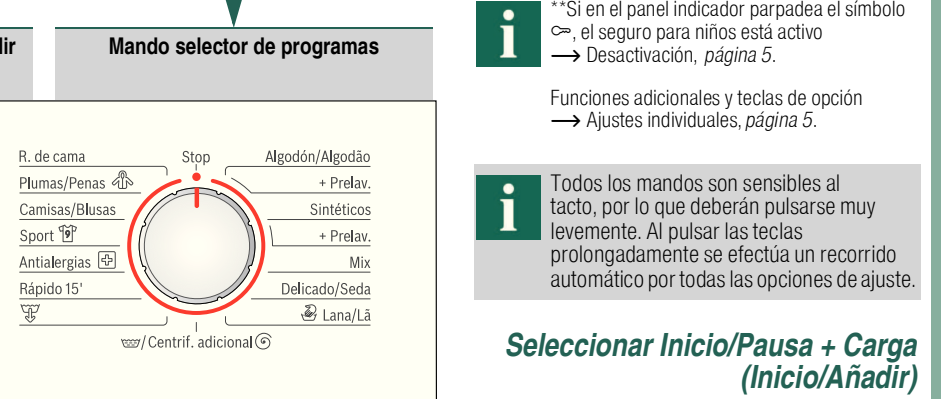 dir
Mando selector de programas
R. de cama
Plumas/Penas
Camisas/Blusas
Sport
Antialergias
Rápido 15'
Stop
Algodón/Algodão
+ Prelav.
Sintéticos
+ Prelav.
Mix
Delicado/Seda
Lana/Lã
/Centrif. adicional
**Si en el panel indicador parpadea el símbolo
, el seguro para niños está activo
⟶ Desactivación, página 5.
Funciones adicionales y teclas de opción
⟶ Ajustes individuales, página 5.
Todos los mandos son sensibles al
tacto, por lo que deberán pulsarse muy
levemente. Al pulsar las teclas
prolongadamente se efectúa un recorrido
automático por todas las opciones de ajuste.
Seleccionar Inicio/Pausa + Carga
(Inicio/Añadir)